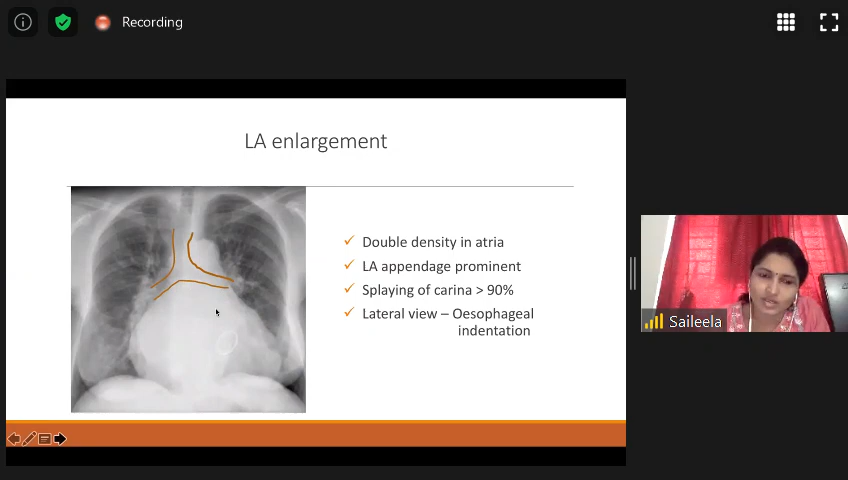 Recording
LA enlargement
Double density in atria
LA appendage prominent
Splaying of carina > 90%
Lateral view – Oesophageal
indentation
Saileela